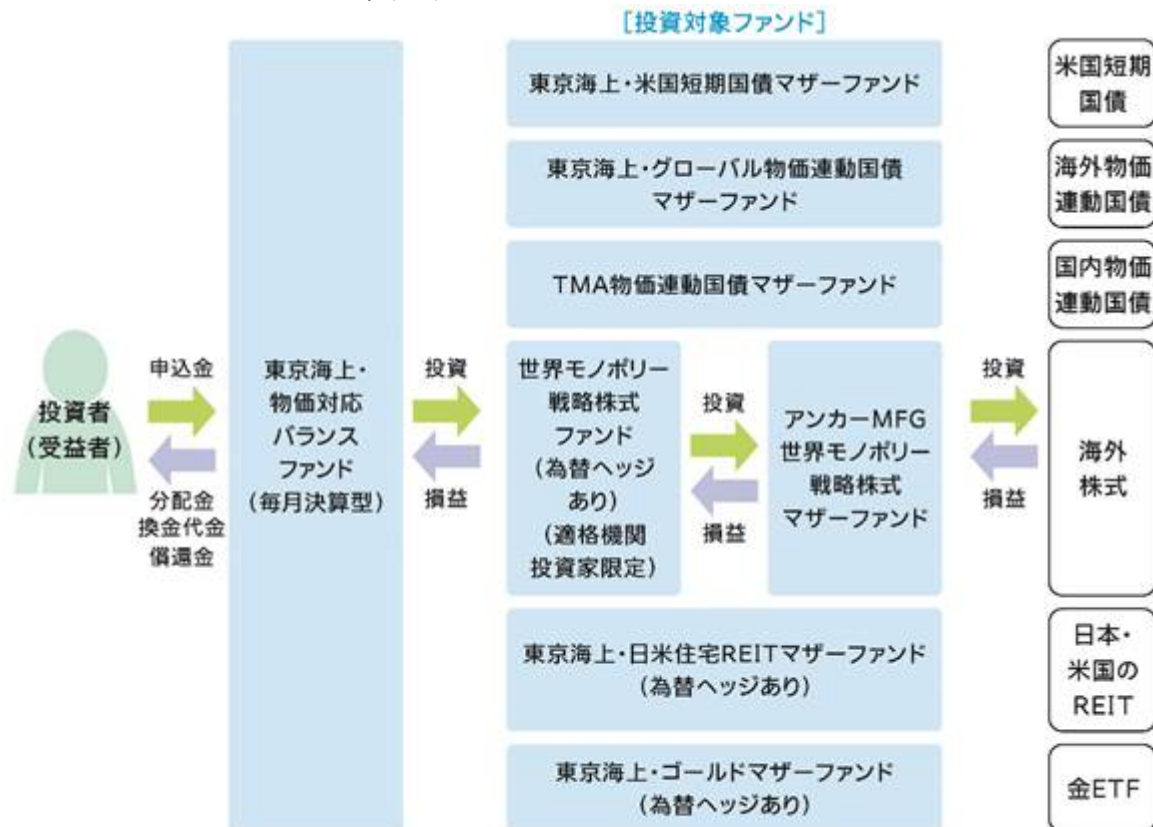 [投資対象ファンド]
東京海上・米国短期国債マザーファンド
米国短期
国債
東京海上・グローバル物価連動国債
マザーファンド
海外物価
連動国債
TMA物価連動国債マザーファンド
国内物価
連動国債
投資者
(受益者)
申込金
分配金
換金代金
償還金
東京海上・
物価対応
バランス
ファンド
(毎月決算型)
投資
損益
世界モノポリー
戦略株式
ファンド
(為替ヘッジ
あり)
(適格機関
投資家限定)
投資
損益
アンカーMFG
世界モノポリー
戦略株式
マザーファンド
投資
損益
海外
株式
東京海上・日米住宅REITマザーファンド
(為替ヘッジあり)
日本・
米国の
REIT
東京海上・ゴールドマザーファンド
(為替ヘッジあり)
金ETF